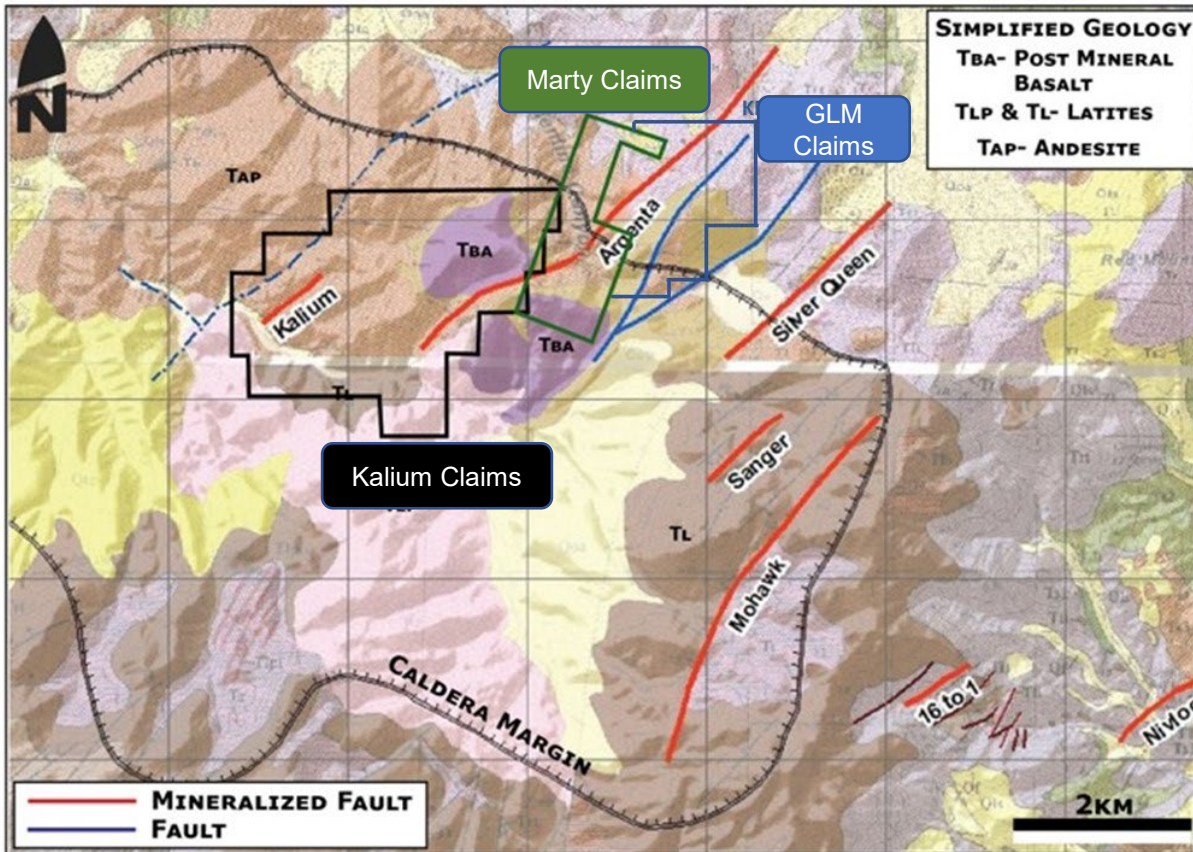 SIMPLIFIED GEOLOGY
TBA- POST MINERAL
BASALT
TLP & TL- LATITES
TAP- ANDESITE
N
Marty Claims
GLM
Claims
TAP
TBA
Argenta
Kalium
Silver Queen
TBA
TL
Kalium Claims
Sanger
TL
Mohawk
CALDERA MARGIN
16 to 1
MINERALIZED FAULT
FAULT
2KM